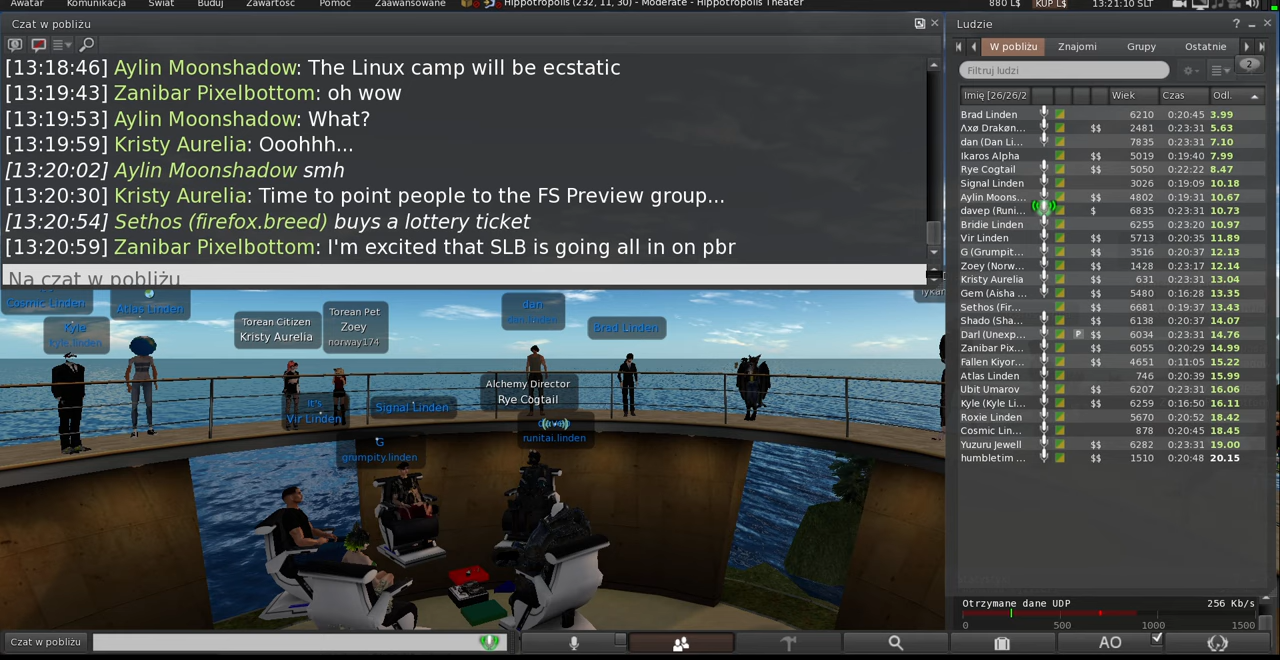 Awatar Komunikacja Świat Buduj Zawartość Pomoc Zaawansowane Hippotropolis (232, 11, 30) - Moderate - Hippotropolis Theater 880 L$ KUP L$ 13:21:10 SLT
Czat w pobliżu
[13:18:46] Aylin Moonshadow: The Linux camp will be ecstatic
[13:19:43] Zanibar Pixelbottom: oh wow
[13:19:53] Aylin Moonshadow: What?
[13:19:59] Kristy Aurelia: Ooohhh...
[13:20:02] Aylin Moonshadow smh
[13:20:30] Kristy Aurelia: Time to point people to the FS Preview group...
[13:20:54] Sethos (firefox.breed) buys a lottery ticket
[13:20:59] Zanibar Pixelbottom: I'm excited that SLB is going all in on pbr
Na czat w pobliżu
Cosmic Linden
Atlas Linden
Kyle
kyle.linden
Torean Citizen
Kristy Aurelia
Torean Pet
Zoey
norway174
dan
dan.linden
Brad Linden
It's
Vir Linden
Signal Linden
Alchemy Director
Rye Cogtail
runitai.linden
G
grumpity.linden
Ludzie
? _ ×
W pobliżu Znajomi Grupy Ostatnie
Filtruj ludzi
2
Imię [26/26/2 Wiek Czas Odl.
Brad Linden 6210 0:20:45 3.99
Λxø Drakøn... $$ 2481 0:23:31 5.63
dan (Dan Li... 7835 0:23:31 7.10
Ikaros Alpha $$ 5019 0:19:40 7.99
Rye Cogtail $$ 5050 0:22:22 8.47
Signal Linden 3026 0:19:09 10.18
Aylin Moons... $$ 4802 0:19:31 10.67
davep (Runi... $ 6835 0:23:31 10.73
Bridie Linden 6255 0:23:20 10.97
Vir Linden $$ 5713 0:20:35 11.89
G (Grumpit... $$ 3516 0:20:37 12.13
Zoey (Norw... $$ 1428 0:23:17 12.14
Kristy Aurelia $$ 631 0:23:31 13.04
Gem (Aisha ... $$ 5480 0:16:28 13.35
Sethos (Fir... $$ 6681 0:19:37 13.43
Shado (Sha... $$ 6138 0:20:37 14.07
Darl (Unexp... P $$ 6034 0:23:31 14.76
Zanibar Pix... $$ 6055 0:20:29 14.99
Fallen Kiyor... $$ 4651 0:11:05 15.22
Atlas Linden 746 0:20:39 15.99
Ubit Umarov $$ 6207 0:23:31 16.06
Kyle (Kyle Li... $$ 6259 0:16:50 16.11
Roxie Linden 5670 0:20:52 18.42
Cosmic Lin... 878 0:20:45 18.45
Yuzuru Jewell $$ 6282 0:23:31 19.00
humbletim ... $$ 1510 0:20:48 20.15
Otrzymane dane UDP 256 Kb/s
0 500 1000 1500
Czat w pobliżu
AO